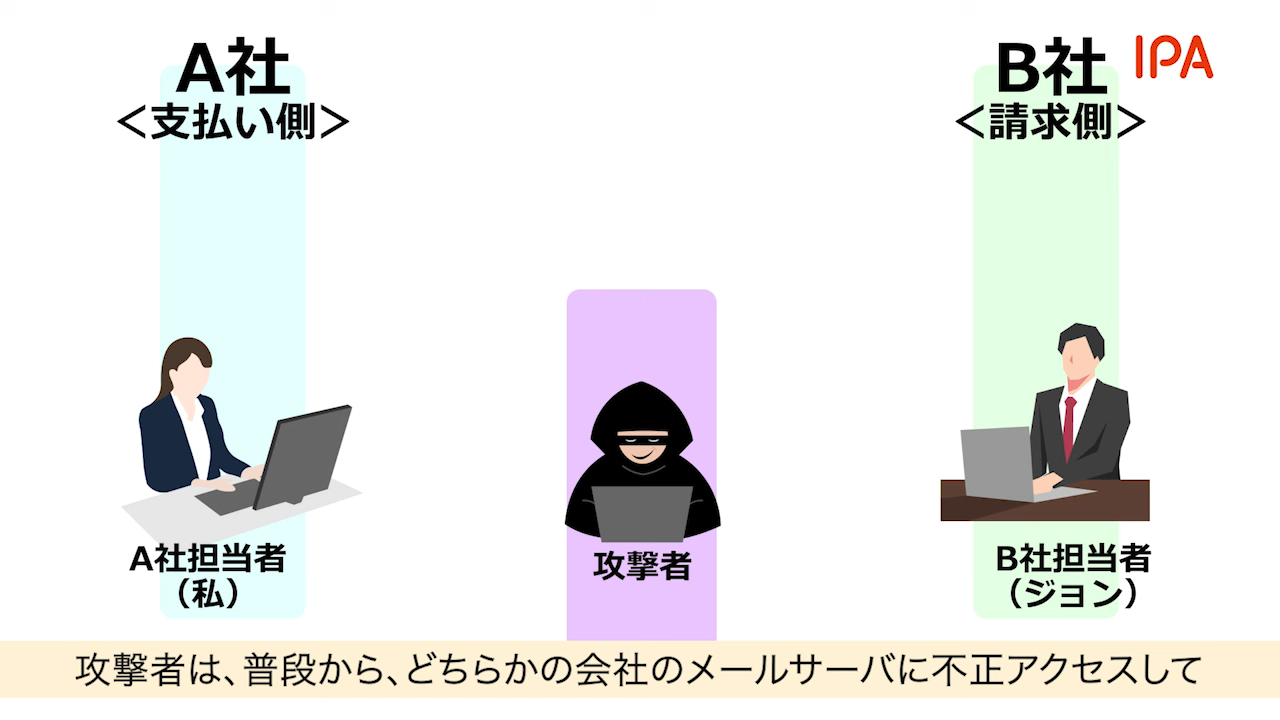 A社
＜支払い側＞
B社
＜請求側＞
IPA
A社担当者
（私）
攻撃者
B社担当者
（ジョン）
攻撃者は、普段から、どちらかの会社のメールサーバに不正アクセスして